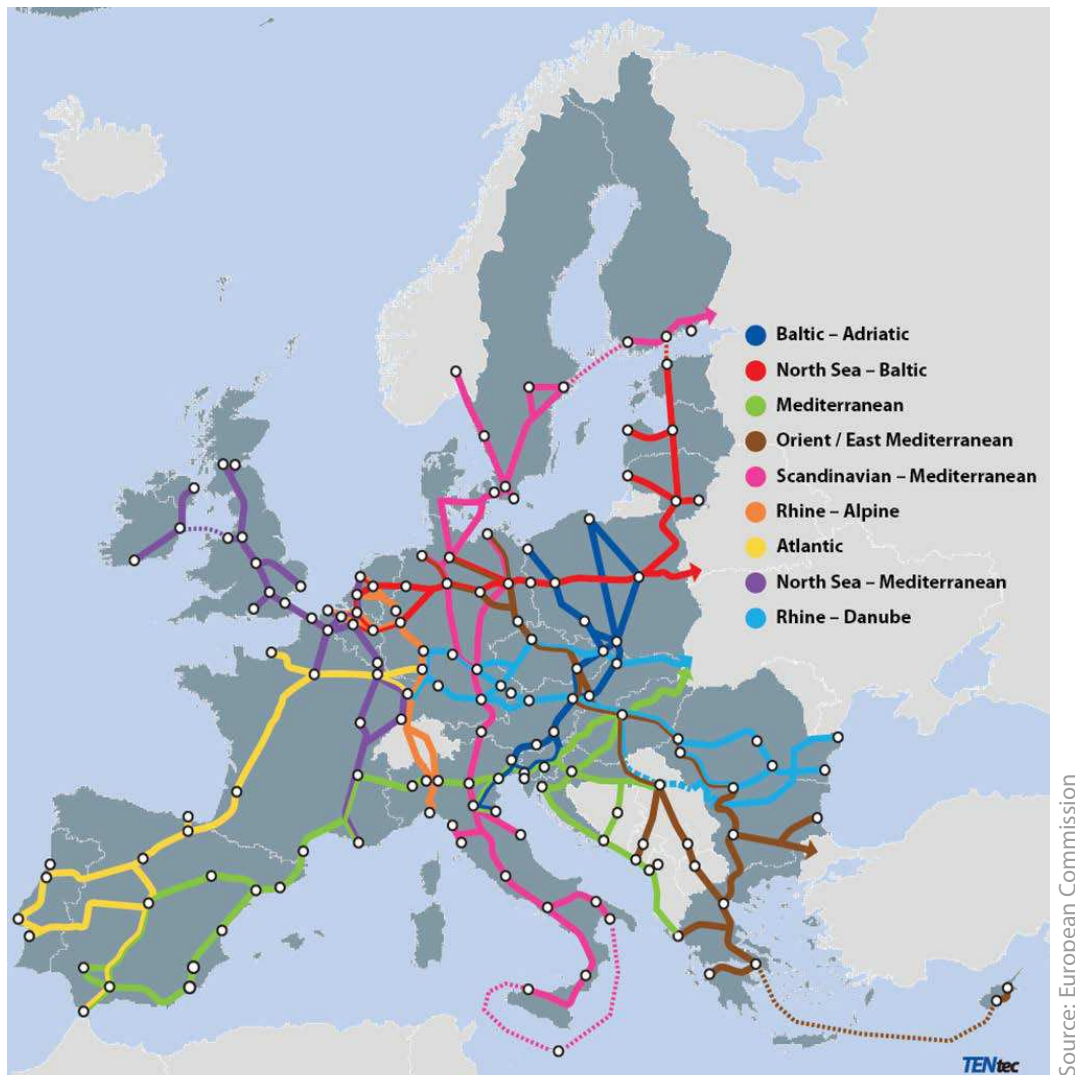 Baltic – Adriatic
North Sea – Baltic
Mediterranean
Orient / East Mediterranean
Scandinavian – Mediterranean
Rhine – Alpine
Atlantic
North Sea – Mediterranean
Rhine – Danube
TENtec
Source: European Commission